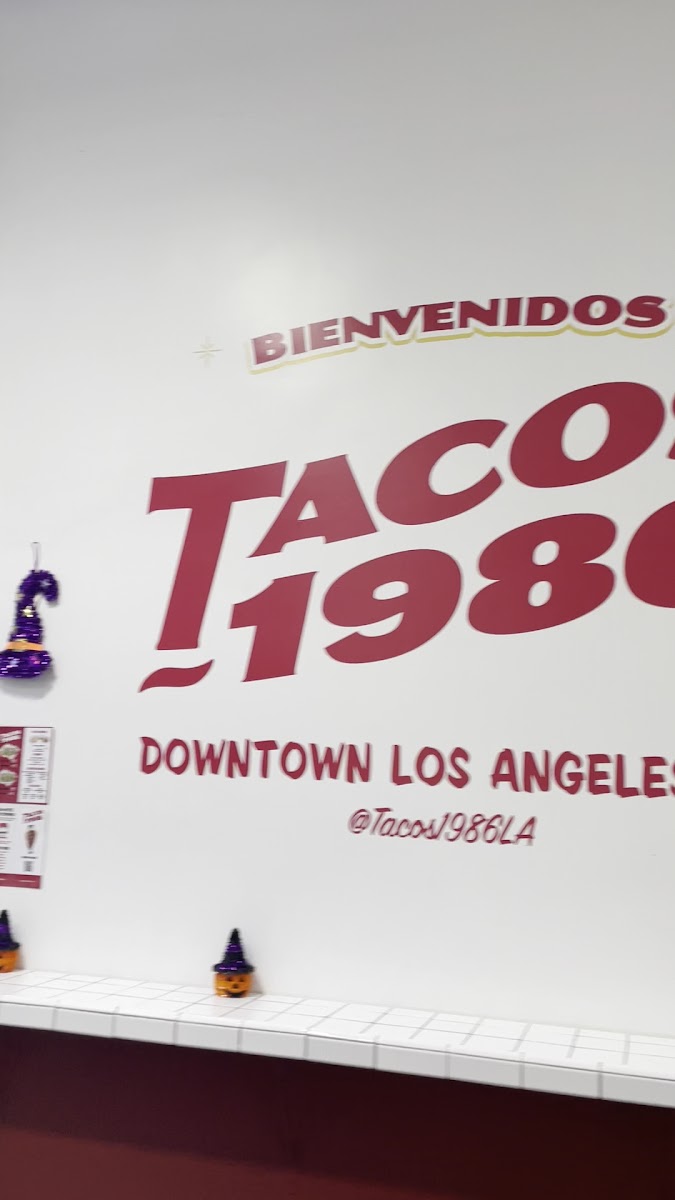 BIENVENIDOS
TACOS
1986
DOWNTOWN LOS ANGELES
@Tacos1986LA